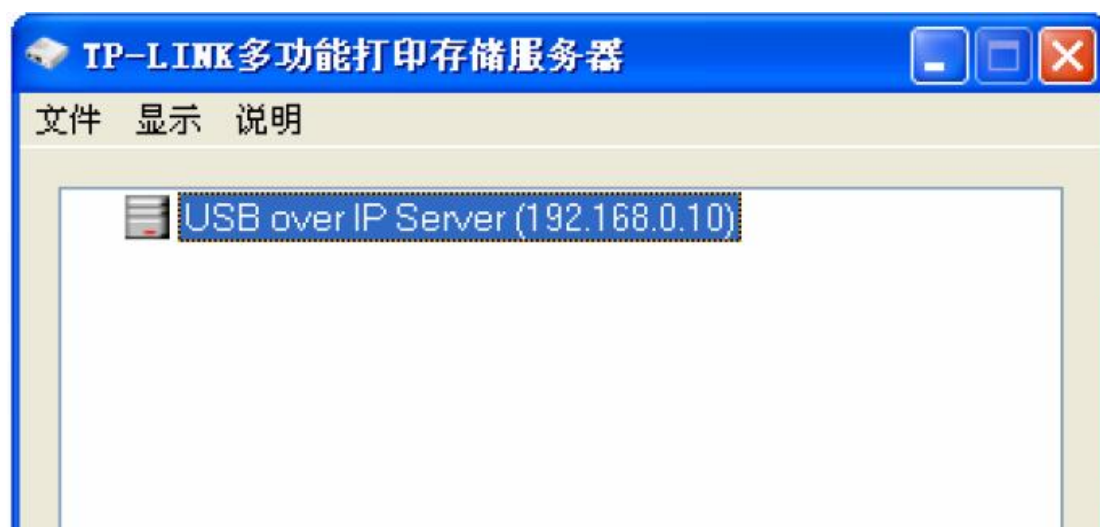 TP-LINK多功能打印存储服务器
文件 显示 说明
USB over IP Server (192.168.0.10)